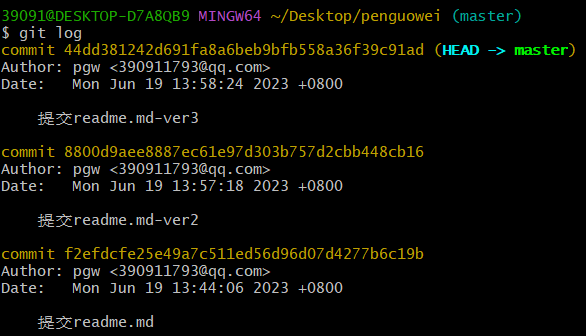 39091@DESKTOP-D7A8QB9 MINGW64 ~/Desktop/penguowei (master)
$ git log
commit 44dd381242d691fa8a6beb9bfb558a36f39c91ad (HEAD -> master)
Author: pgw <390911793@qq.com>
Date:   Mon Jun 19 13:58:24 2023 +0800
    提交readme.md-ver3
commit 8800d9aee8887ec61e97d303b757d2cbb448cb16
Author: pgw <390911793@qq.com>
Date:   Mon Jun 19 13:57:18 2023 +0800
    提交readme.md-ver2
commit f2efdcfe25e49a7c511ed56d96d07d4277b6c19b
Author: pgw <390911793@qq.com>
Date:   Mon Jun 19 13:44:06 2023 +0800
    提交readme.md